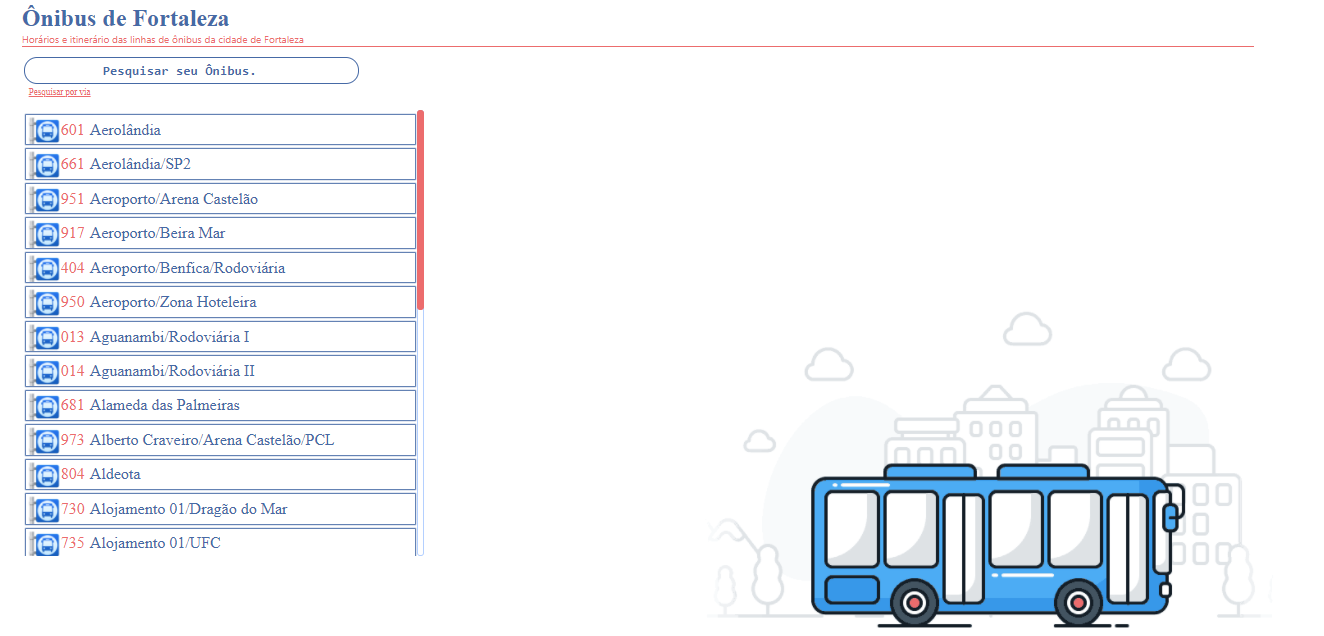 Ônibus de Fortaleza
Horários e itinerário das linhas de ônibus da cidade de Fortaleza
Pesquisar seu Ônibus.
Pesquisar por via
601 Aerolândia
661 Aerolândia/SP2
951 Aeroporto/Arena Castelão
917 Aeroporto/Beira Mar
404 Aeroporto/Benfica/Rodoviária
950 Aeroporto/Zona Hoteleira
013 Aguanambi/Rodoviária I
014 Aguanambi/Rodoviária II
681 Alameda das Palmeiras
973 Alberto Craveiro/Arena Castelão/PCL
804 Aldeota
730 Alojamento 01/Dragão do Mar
735 Alojamento 01/UFC